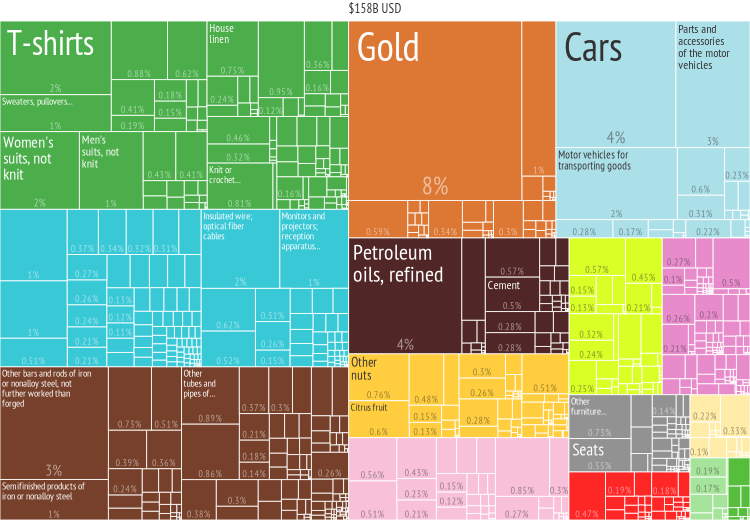 $158B USD
T-shirts
2%
Sweaters, pullovers...
1%
0.88%
0.62%
0.41%
0.18%
0.15%
0.19%
Women's
suits, not
knit
2%
Men's
suits, not
knit
1%
0.43%
0.41%
House
linen
0.75%
0.24%
0.95%
0.12%
0.36%
0.16%
0.46%
0.32%
Knit or
crochet...
0.81%
0.16%
Gold
8%
1%
0.59%
0.34%
0.3%
Cars
4%
Parts and
accessories
of the motor
vehicles
3%
Motor vehicles for
transporting goods
2%
0.6%
0.23%
0.31%
0.28%
0.17%
0.22%
1%
1%
0.51%
0.37%
0.34%
0.32%
0.31%
0.27%
0.26%
0.24%
0.21%
0.21%
0.13%
0.12%
0.11%
Insulated wire;
optical fiber
cables
2%
Monitors and
projectors;
reception
apparatus...
1%
0.62%
0.52%
0.31%
0.26%
0.15%
Petroleum
oils, refined
4%
0.57%
Cement
0.5%
0.28%
0.28%
0.57%
0.45%
0.15%
0.13%
0.21%
0.32%
0.24%
0.25%
0.27%
0.1%
0.5%
0.26%
0.2%
0.21%
Other bars and rods of iron
or nonalloy steel, not
further worked than
forged
3%
Semifinished products of
iron or nonalloy steel
1%
0.73%
0.51%
0.39%
0.36%
0.24%
Other
tubes and
pipes of...
0.89%
0.86%
0.38%
0.37%
0.3%
0.21%
0.18%
0.14%
0.3%
0.26%
Other
nuts
0.76%
Citrus fruit
0.6%
0.48%
0.15%
0.13%
0.3%
0.26%
0.28%
0.51%
0.56%
0.51%
0.43%
0.23%
0.21%
0.15%
0.12%
0.85%
0.3%
0.27%
Other
furniture...
0.73%
Seats
0.55%
0.14%
0.22%
0.33%
0.1%
0.47%
0.19%
0.18%
0.19%
0.17%